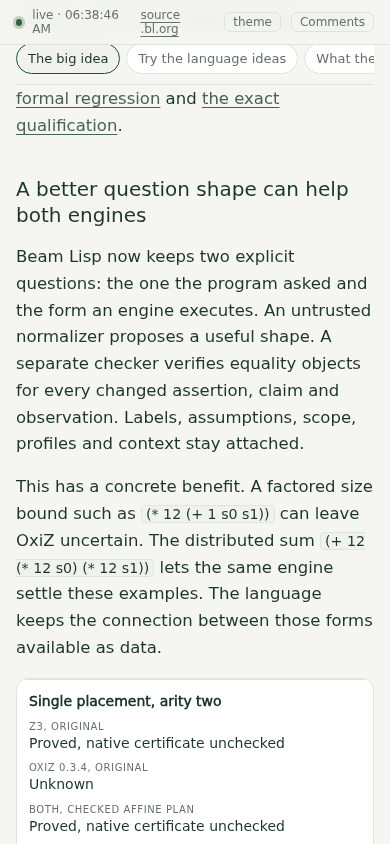 live · 06:38:46 AM
source .bl.org
theme
Comments
The big idea
Try the language ideas
What the
formal regression and the exact
qualification.
A better question shape can help
both engines
Beam Lisp now keeps two explicit
questions: the one the program asked and
the form an engine executes. An untrusted
normalizer proposes a useful shape. A
separate checker verifies equality objects
for every changed assertion, claim and
observation. Labels, assumptions, scope,
profiles and context stay attached.
This has a concrete benefit. A factored size
bound such as (* 12 (+ 1 s0 s1)) can leave
OxiZ uncertain. The distributed sum (+ 12
(* 12 s0) (* 12 s1)) lets the same engine
settle these examples. The language
keeps the connection between those forms
available as data.
Single placement, arity two
Z3, ORIGINAL
Proved, native certificate unchecked
OXIZ 0.3.4, ORIGINAL
Unknown
BOTH, CHECKED AFFINE PLAN
Proved, native certificate unchecked